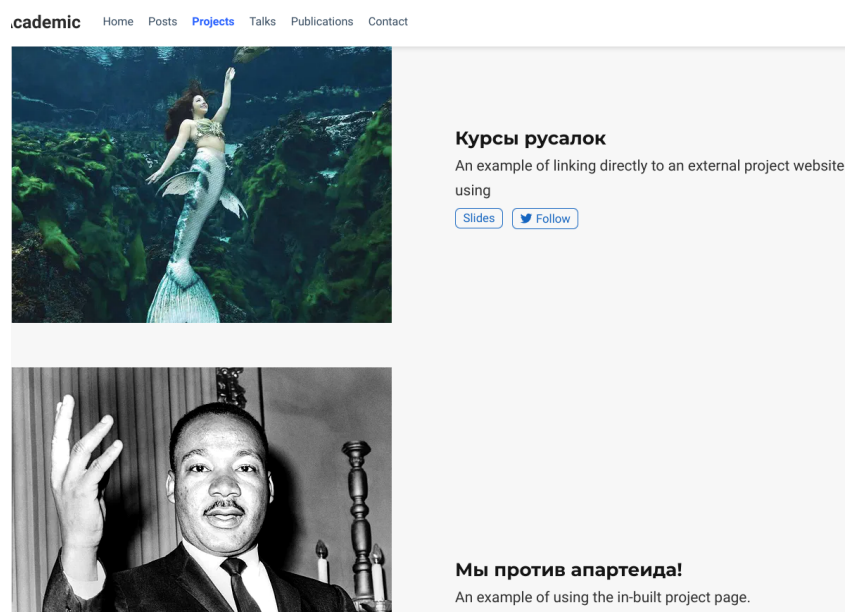 cademic Home Posts Projects Talks Publications Contact
Курсы русалок
An example of linking directly to an external project website
using
Slides Follow
Мы против апартеида!
An example of using the in-built project page.